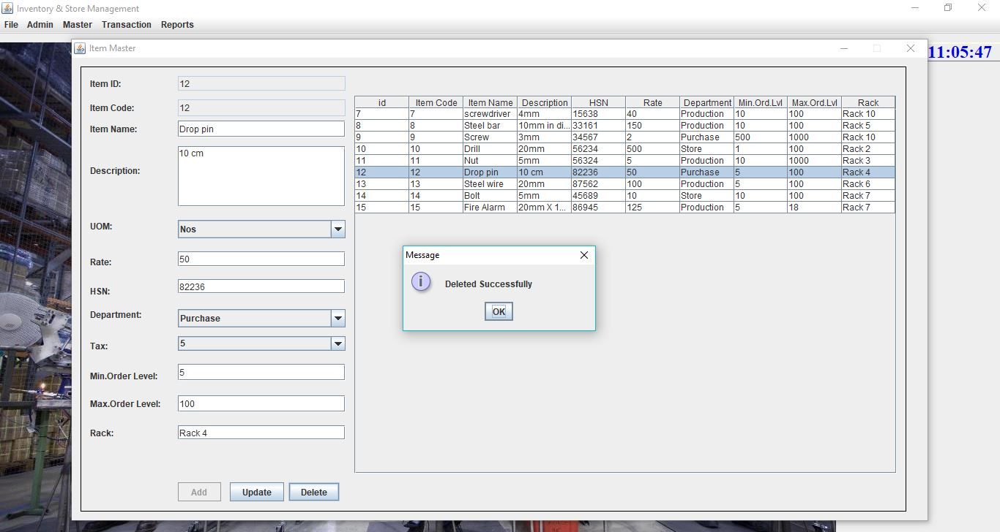 Inventory & Store Management
File Admin Master Transaction Reports
Item Master
11:05:47
Item ID: 12
Item Code: 12
Item Name: Drop pin
Description: 10 cm
UOM: Nos
Rate: 50
HSN: 82236
Department: Purchase
Tax: 5
Min.Order Level: 5
Max.Order Level: 100
Rack: Rack 4
Add Update Delete
id Item Code Item Name Description HSN Rate Department Min.Ord.Lvl Max.Ord.Lvl Rack
7 7 screwdriver 4mm 15638 40 Production 10 100 Rack 10
8 8 Steel bar 10mm in di... 33161 150 Production 10 100 Rack 5
9 9 Screw 3mm 34567 2 Purchase 500 1000 Rack 10
10 10 Drill 20mm 56234 500 Store 1 100 Rack 2
11 11 Nut 5mm 56324 5 Production 10 1000 Rack 3
12 12 Drop pin 10 cm 82236 50 Purchase 5 100 Rack 4
13 13 Steel wire 20mm 87562 100 Production 5 100 Rack 6
14 14 Bolt 5mm 45689 10 Store 10 100 Rack 7
15 15 Fire Alarm 20mm X 1... 86945 125 Production 5 18 Rack 7
Message
Deleted Successfully
OK